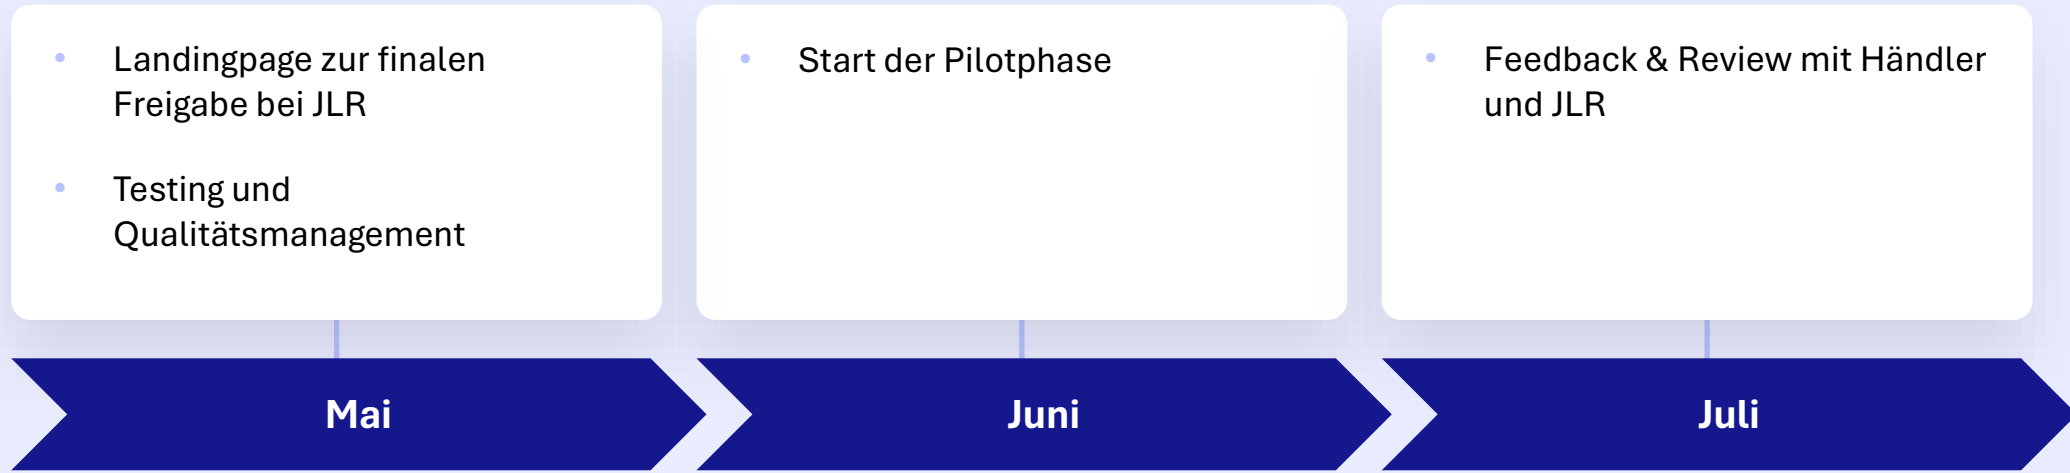 • Landingpage zur finalen
Freigabe bei JLR
• Testing und
Qualitätsmanagement
• Start der Pilotphase
• Feedback & Review mit Händler
und JLR
Mai
Juni
Juli